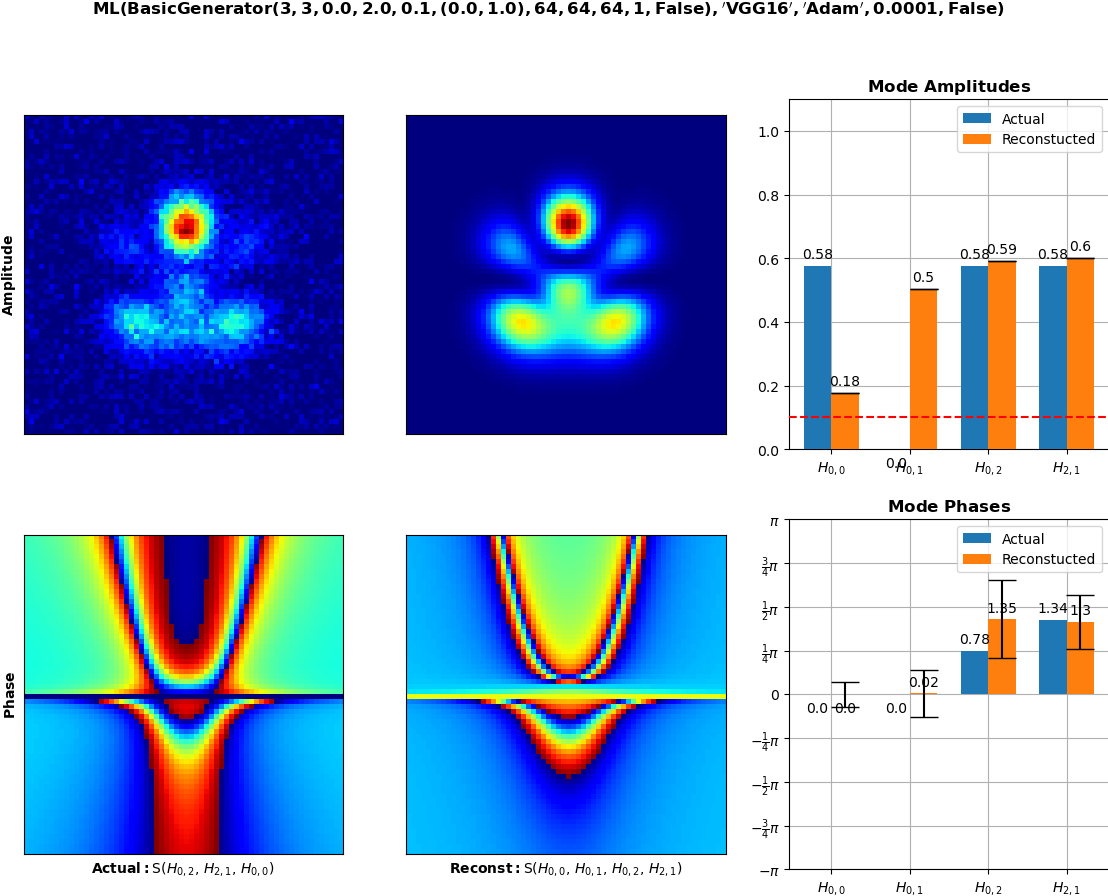 ML(BasicGenerator(3, 3, 0.0, 2.0, 0.1, (0.0, 1.0), 64, 64, 64, 1, False), ′VGG16′, ′Adam′, 0.0001, False)
Amplitude
Mode Amplitudes
Actual
Reconstucted
1.0
0.8
0.6
0.4
0.2
0.0
0.58
0.18
0.0
0.5
0.58
0.59
0.58
0.6
H0,0
H0,1
H0,2
H2,1
Phase
Actual: S(H0,2, H2,1, H0,0)
Reconst: S(H0,0, H0,1, H0,2, H2,1)
Mode Phases
Actual
Reconstucted
π
3/4π
1/2π
1/4π
0
−1/4π
−1/2π
−3/4π
−π
0.0
0.0
0.0
0.02
0.78
1.35
1.34
1.3
H0,0
H0,1
H0,2
H2,1